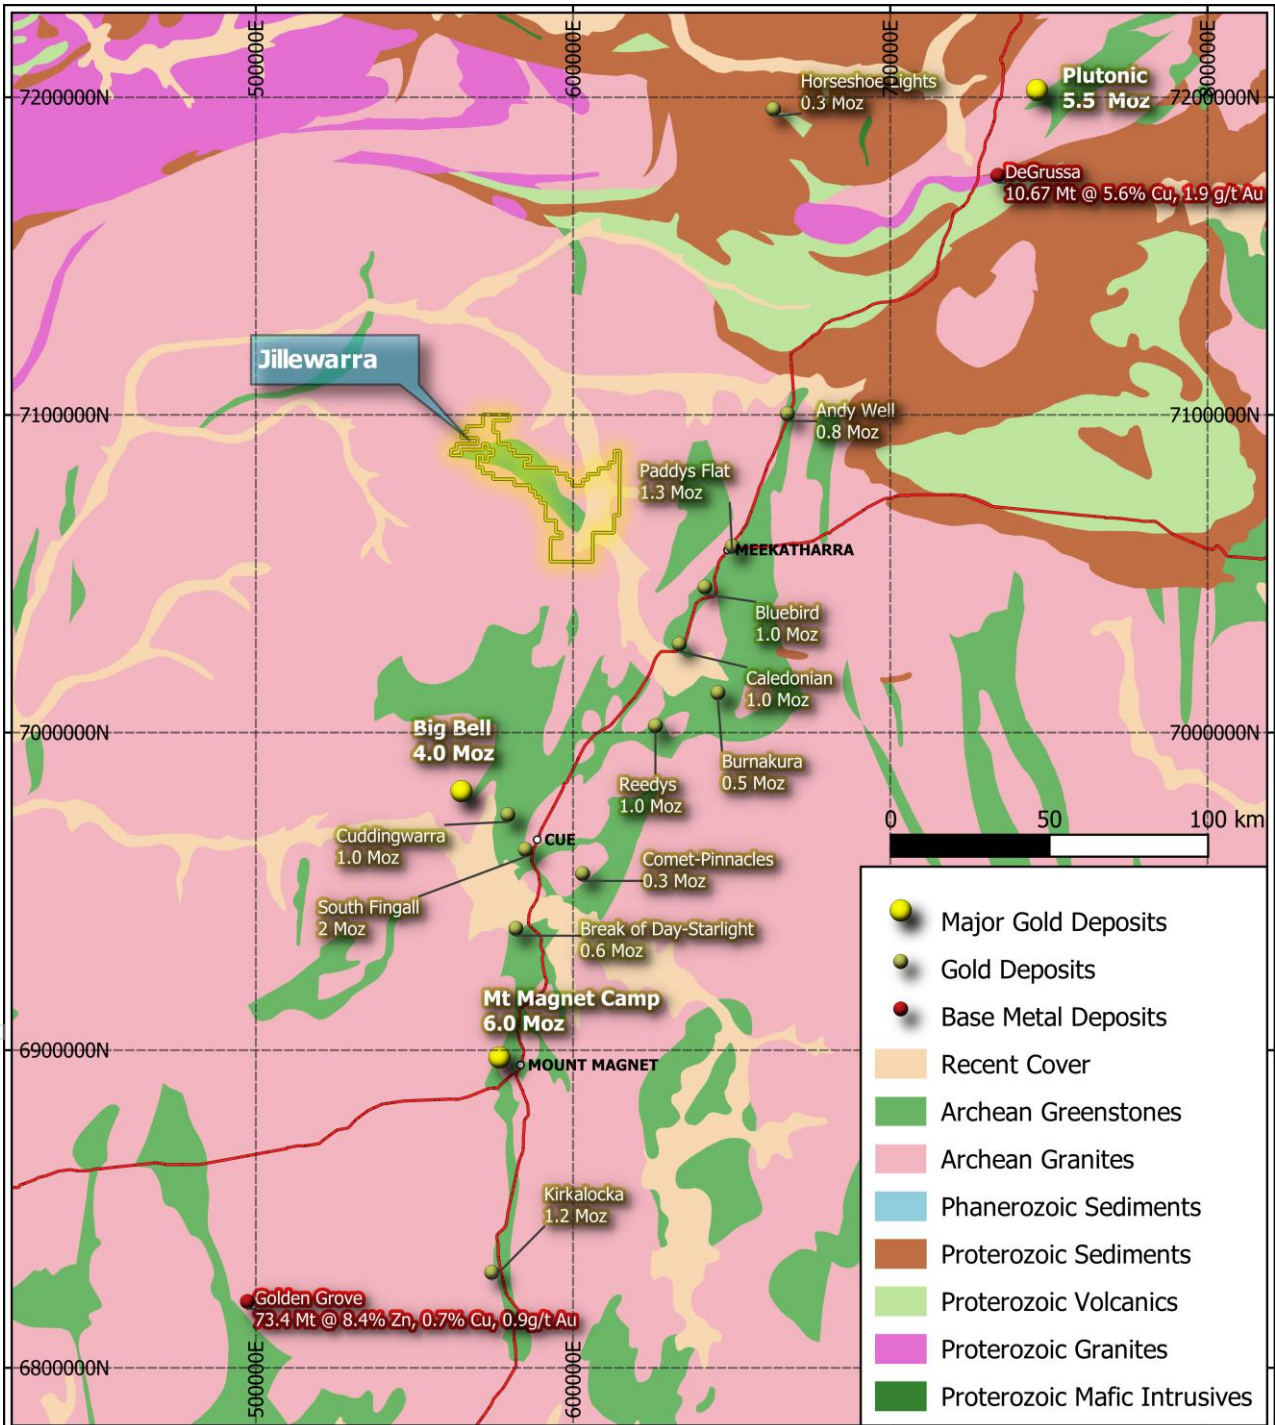 500000E
600000E
700000E
800000E
7200000N
7200000N
Plutonic
5.5 Moz
Horseshoe Lights
0.3 Moz
DeGrussa
10.67 Mt @ 5.6% Cu, 1.9 g/t Au
Jillewarra
7100000N
7100000N
Andy Well
0.8 Moz
Paddys Flat
1.3 Moz
MEEKATHARRA
Bluebird
1.0 Moz
Caledonian
1.0 Moz
Big Bell
4.0 Moz
7000000N
7000000N
Burnakura
0.5 Moz
Reedys
1.0 Moz
Cuddingwarra
1.0 Moz
CUE
Comet-Pinnacles
0.3 Moz
South Fingall
2 Moz
Break of Day-Starlight
0.6 Moz
Mt Magnet Camp
6.0 Moz
6900000N
MOUNT MAGNET
Kirkalocka
1.2 Moz
Golden Grove
73.4 Mt @ 8.4% Zn, 0.7% Cu, 0.9g/t Au
6800000N
500000E
600000E
0 50 100 km
Major Gold Deposits
Gold Deposits
Base Metal Deposits
Recent Cover
Archean Greenstones
Archean Granites
Phanerozoic Sediments
Proterozoic Sediments
Proterozoic Volcanics
Proterozoic Granites
Proterozoic Mafic Intrusives